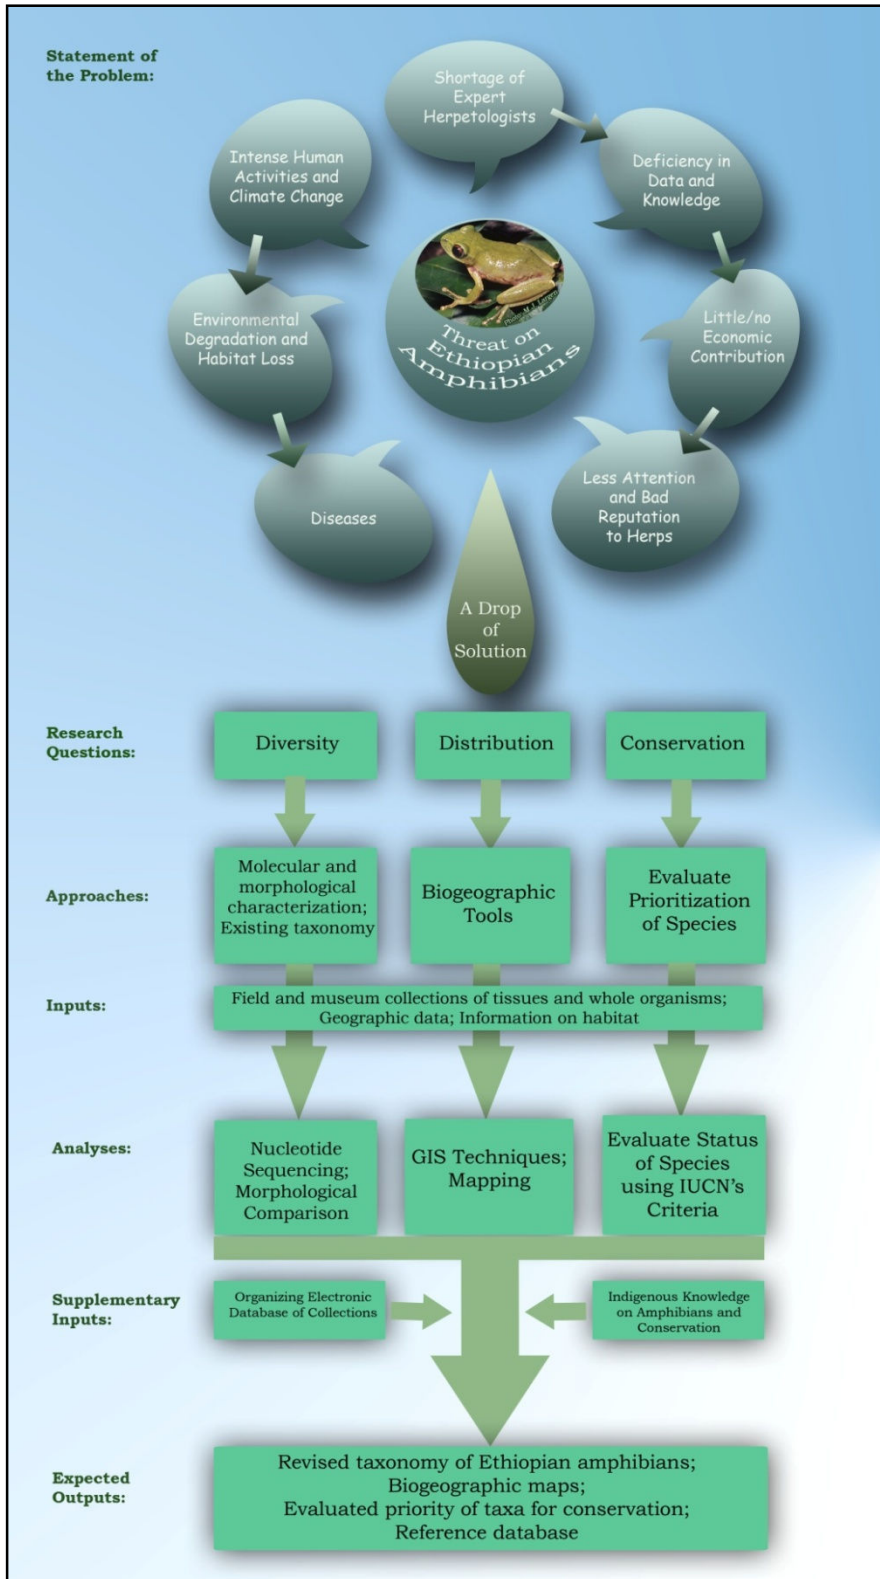 Statement of
the Problem:
Shortage of
Expert
Herpetologists
Intense Human
Activities and
Climate Change
Deficiency in
Data and
Knowledge
Environmental
Degradation and
Habitat Loss
Little/no
Economic
Contribution
Threat on
Ethiopian
Amphibians
Diseases
Less Attention
and Bad
Reputation
to Herps
A Drop
of
Solution
Research
Questions:
Diversity
Distribution
Conservation
Approaches:
Molecular and
morphological
characterization;
Existing taxonomy
Biogeographic
Tools
Evaluate
Prioritization
of Species
Inputs:
Field and museum collections of tissues and whole organisms;
Geographic data; Information on habitat
Analyses:
Nucleotide
Sequencing;
Morphological
Comparison
GIS Techniques;
Mapping
Evaluate Status
of Species
using IUCN's
Criteria
Supplementary
Inputs:
Organizing Electronic
Database of Collections
Indigenous Knowledge
on Amphibians and
Conservation
Expected
Outputs:
Revised taxonomy of Ethiopian amphibians;
Biogeographic maps;
Evaluated priority of taxa for conservation;
Reference database